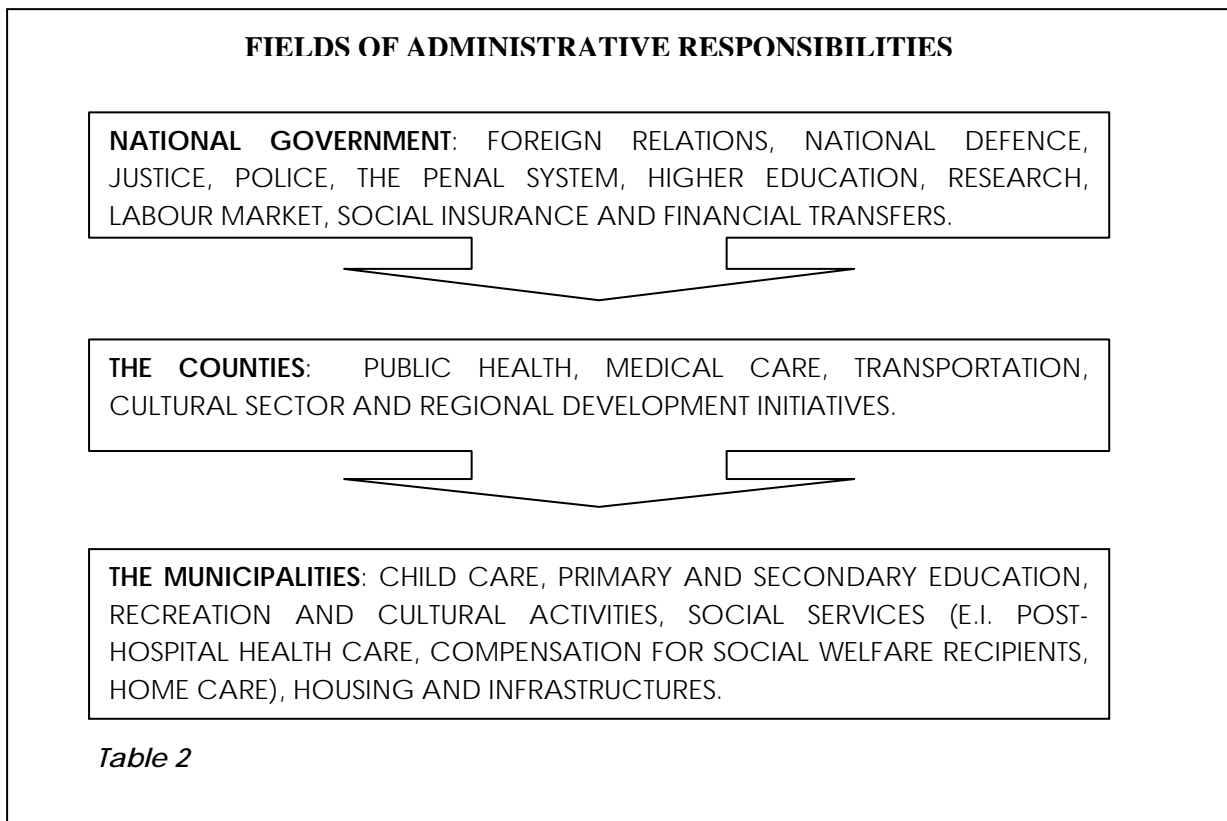 FIELDS OF ADMINISTRATIVE RESPONSIBILITIES
NATIONAL GOVERNMENT: FOREIGN RELATIONS, NATIONAL DEFENCE,
JUSTICE, POLICE, THE PENAL SYSTEM, HIGHER EDUCATION, RESEARCH,
LABOUR MARKET, SOCIAL INSURANCE AND FINANCIAL TRANSFERS.
THE COUNTIES: PUBLIC HEALTH, MEDICAL CARE, TRANSPORTATION,
CULTURAL SECTOR AND REGIONAL DEVELOPMENT INITIATIVES.
THE MUNICIPALITIES: CHILD CARE, PRIMARY AND SECONDARY EDUCATION,
RECREATION AND CULTURAL ACTIVITIES, SOCIAL SERVICES (E.I. POST-
HOSPITAL HEALTH CARE, COMPENSATION FOR SOCIAL WELFARE RECIPIENTS,
HOME CARE), HOUSING AND INFRASTRUCTURES.
Table 2